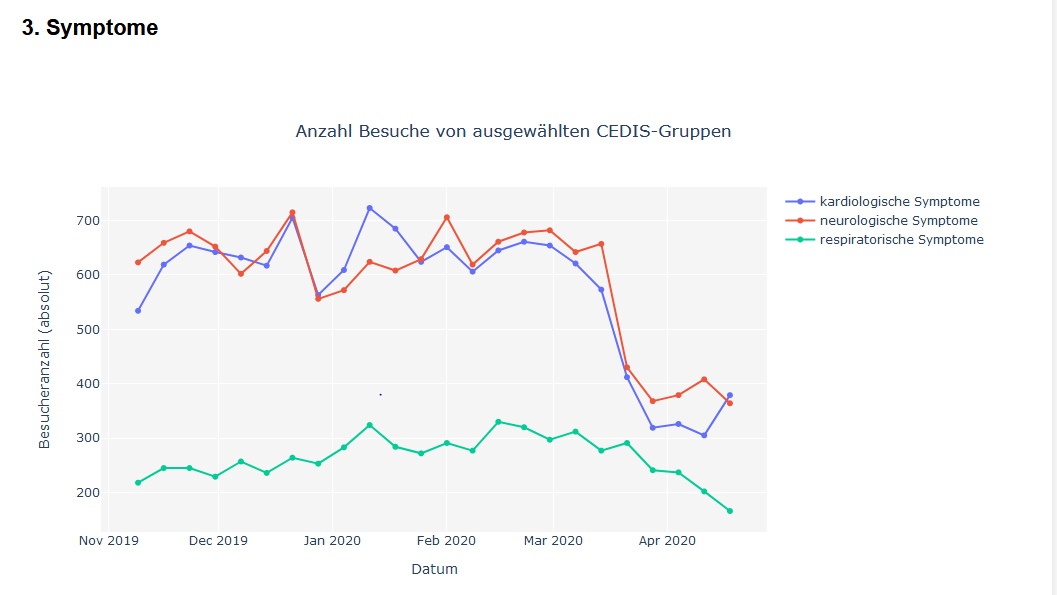 3. Symptome
Anzahl Besuche von ausgewählten CEDIS-Gruppen
kardiologische Symptome
neurologische Symptome
respiratorische Symptome
Besucheranzahl (absolut)
700
600
500
400
300
200
Nov 2019 Dec 2019 Jan 2020 Feb 2020 Mar 2020 Apr 2020
Datum